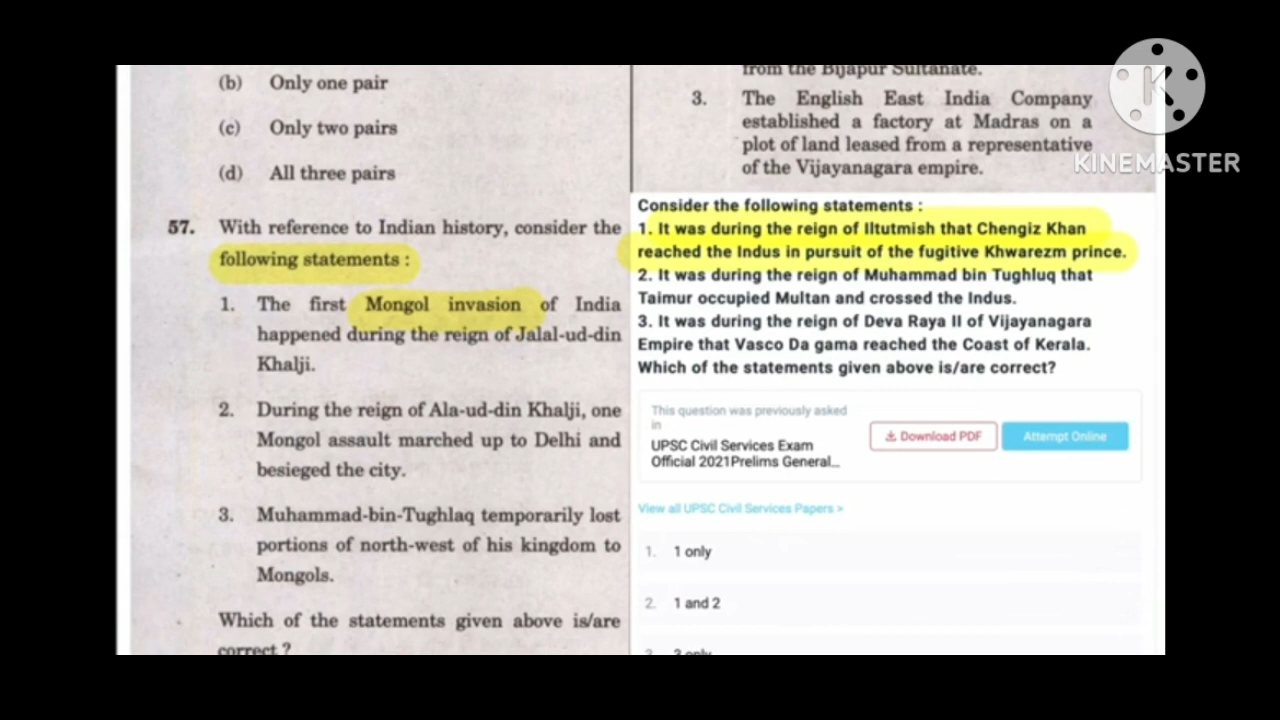 (b) Only one pair
(c) Only two pairs
(d) All three pairs
57. With reference to Indian history, consider the
following statements :
1. The first Mongol invasion of India
happened during the reign of Jalal-ud-din
Khalji.
2. During the reign of Ala-ud-din Khalji, one
Mongol assault marched up to Delhi and
besieged the city.
3. Muhammad-bin-Tughlaq temporarily lost
portions of north-west of his kingdom to
Mongols.
Which of the statements given above is/are
correct ?
from the Bijapur Sultanate.
3. The English East India Company
established a factory at Madras on a
plot of land leased from a representative
of the Vijayanagara empire.
KINEMASTER
Consider the following statements :
1. It was during the reign of Iltutmish that Chengiz Khan
reached the Indus in pursuit of the fugitive Khwarezm prince.
2. It was during the reign of Muhammad bin Tughluq that
Taimur occupied Multan and crossed the Indus.
3. It was during the reign of Deva Raya II of Vijayanagara
Empire that Vasco Da gama reached the Coast of Kerala.
Which of the statements given above is/are correct?
This question was previously asked
in
UPSC Civil Services Exam
Official 2021Prelims General...
Download PDF
Attempt Online
View all UPSC Civil Services Papers >
1. 1 only
2. 1 and 2
3. 3 only